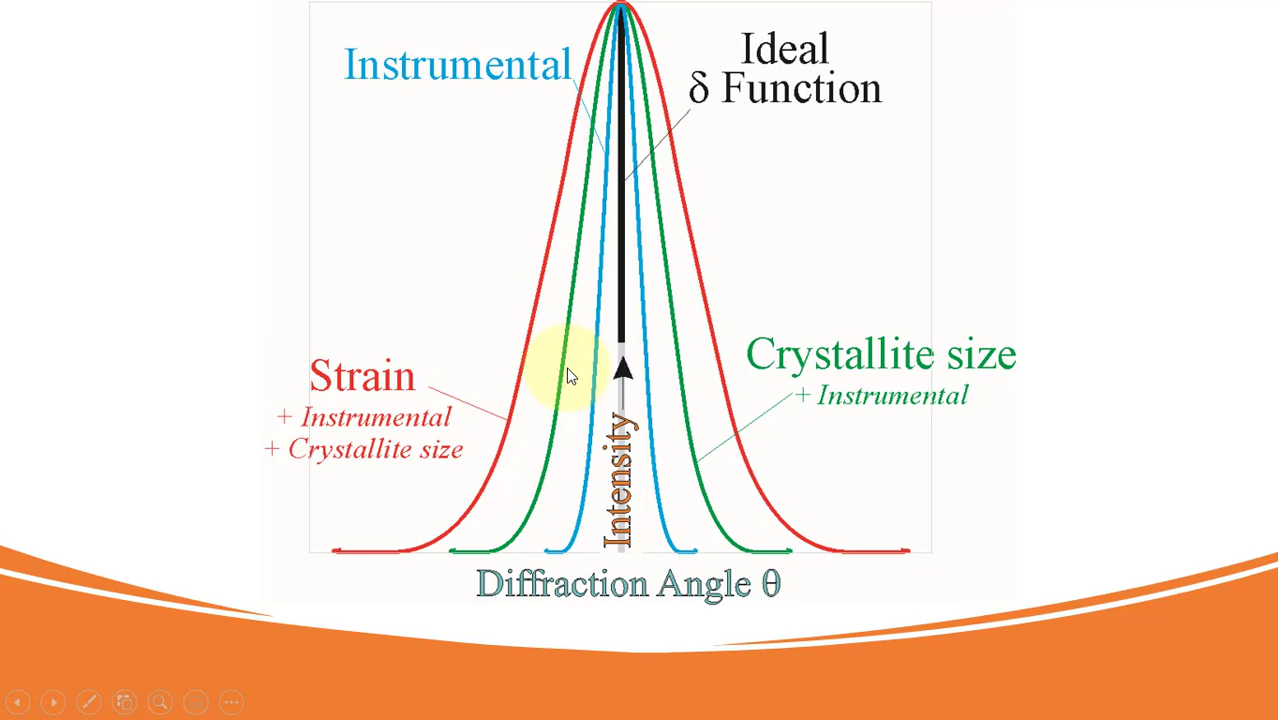 Instrumental
Ideal
δ Function
Strain
+ Instrumental
+ Crystallite size
Crystallite size
+ Instrumental
Intensity
Diffraction Angle θ